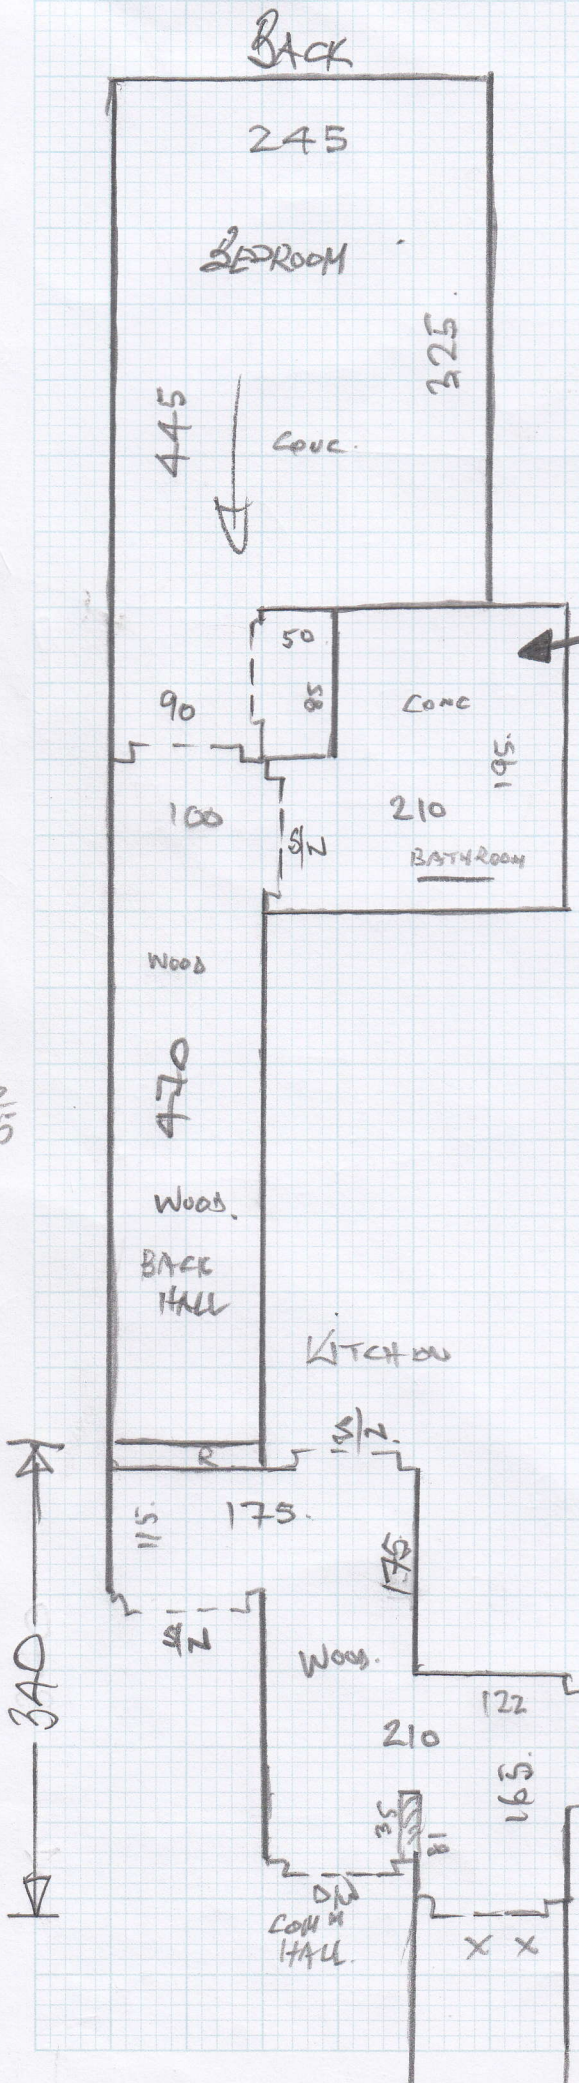 BACK
245
BEDROOM
325
445
CONC.
50
85
CONC
90
195
100
210
S/N
BATHROOM
WOOD
470
WOOD.
BACK
HALL
KITCHEN
S/N.
R
115.
175.
175
S/N
WOOD.
122
340
210
165.
35
18
DN
COMM
HALL.
X X